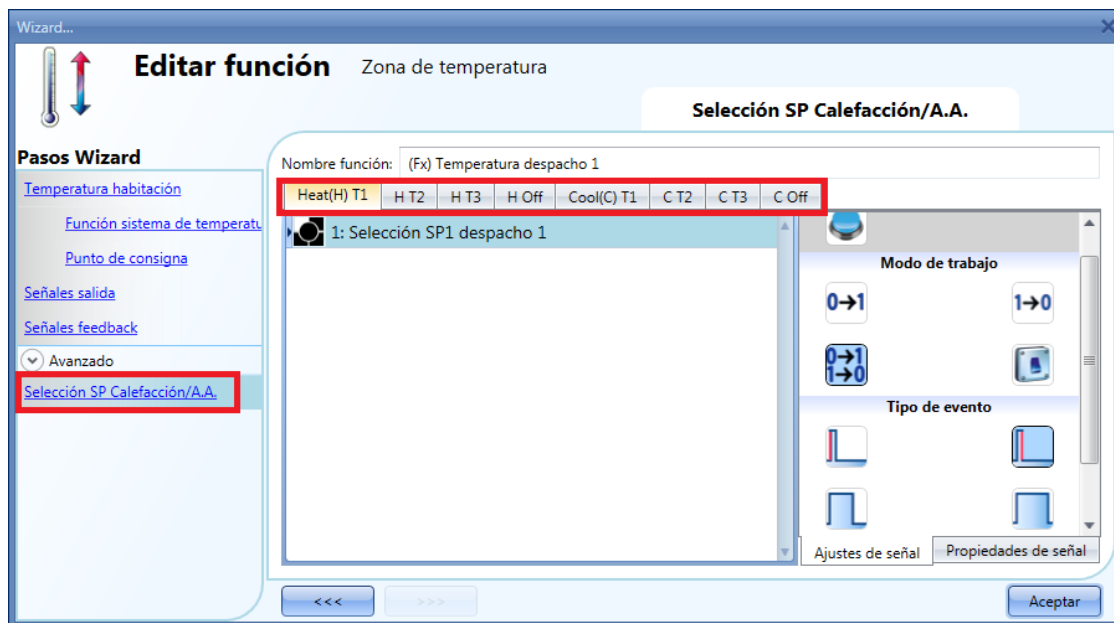 Wizard...
Editar función Zona de temperatura
Selección SP Calefacción/A.A.
Pasos Wizard
Temperatura habitación
Función sistema de temperatu
Punto de consigna
Señales salida
Señales feedback
Avanzado
Selección SP Calefacción/A.A.
Nombre función: (Fx) Temperatura despacho 1
Heat(H) T1 H T2 H T3 H Off Cool(C) T1 C T2 C T3 C Off
1: Selección SP1 despacho 1
Modo de trabajo
0→1 1→0
0→1
1→0
Tipo de evento
Ajustes de señal Propiedades de señal
<<< >>> Aceptar